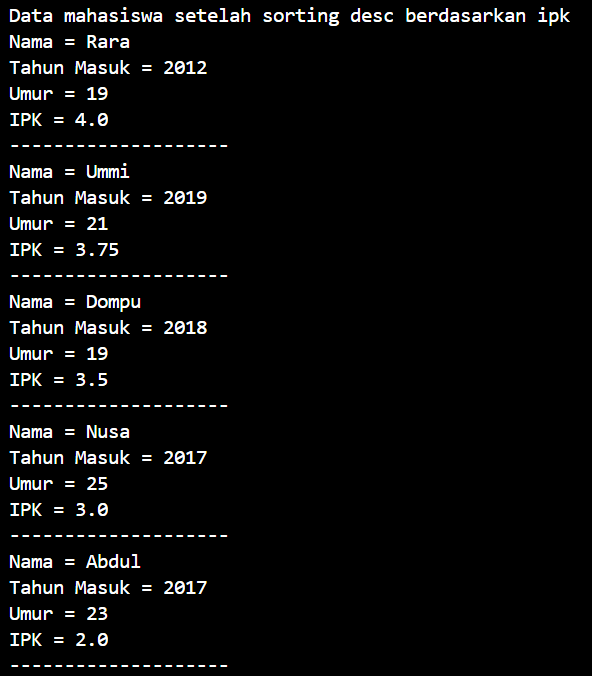 Data mahasiswa setelah sorting desc berdasarkan ipk
Nama = Rara
Tahun Masuk = 2012
Umur = 19
IPK = 4.0
--------------------
Nama = Ummi
Tahun Masuk = 2019
Umur = 21
IPK = 3.75
--------------------
Nama = Dompu
Tahun Masuk = 2018
Umur = 19
IPK = 3.5
--------------------
Nama = Nusa
Tahun Masuk = 2017
Umur = 25
IPK = 3.0
--------------------
Nama = Abdul
Tahun Masuk = 2017
Umur = 23
IPK = 2.0
--------------------